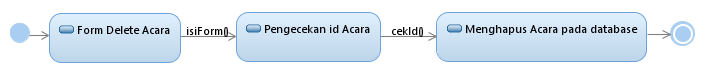 Form Delete Acara
isiForm()
Pengecekan id Acara
cekId()
Menghapus Acara pada database